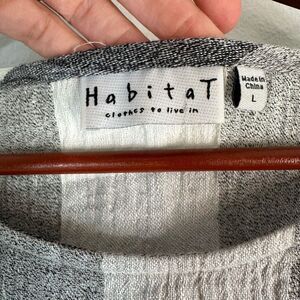 HabitaT
clothes to live in
Made in
China
L